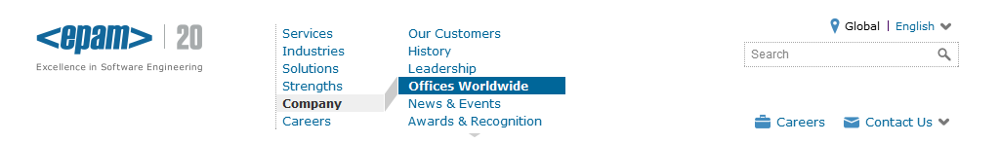 <epam> | 20
Excellence in Software Engineering
Services
Industries
Solutions
Strengths
Company
Careers
Our Customers
History
Leadership
Offices Worldwide
News & Events
Awards & Recognition
Global | English
Search
Careers
Contact Us